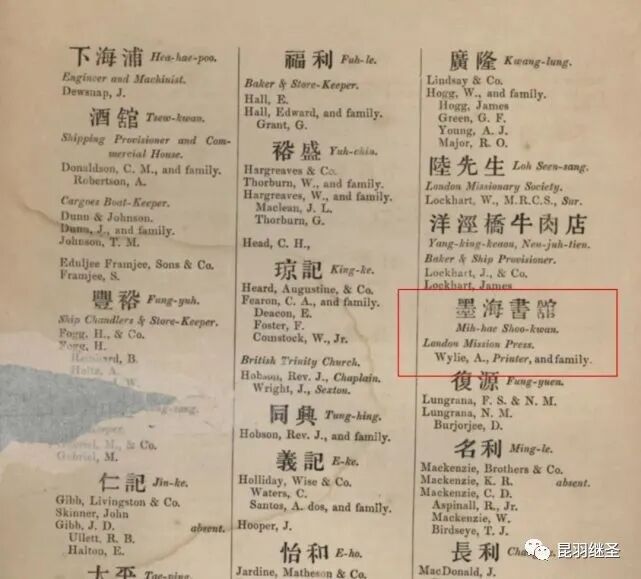 下海浦 Hea-hae-poo.
Engineer and Machinist.
Dewsnap, J.
酒舘 Tsew-kwan.
Shipping Provisioner and Com-
mercial House.
Donaldson, C. M., and family.
Robertson, A.
Cargoes Boat-Keeper.
Dunn & Johnson.
Dunn, J., and family.
Johnson, T. M.
Eduljee Framjee, Sons & Co.
Framjee, S.
豐裕 Fung-yuh.
Ship Chandlers & Store-Keeper.
Fogg, H., & Co.
Fogg, H.
B.
Holtz, A.
J. W.
& Co.
Gabriel, M.
仁記 Jin-ke.
Gibb, Livingston & Co.
Skinner, John
Gibb, J. D. absent.
Ullett, R. B.
Halton, E.
太平 Tae-ping.
福利 Fuh-le.
Baker & Store-Keeper.
Hall, E.
Hall, Edward, and family.
Grant, G.
裕盛 Yuh-chin.
Hargreaves & Co.
Thorburn, W., and family.
Hargreaves, W., and family.
Maclean, J. L.
Thorburn, G.
Head, C. H.,
琼記 King-ke.
Heard, Augustine, & Co.
Fearon, C. A., and family.
Deacon, E.
Foster, F.
Comstock, W., Jr.
British Trinity Church.
Hobson, Rev. J., Chaplain.
Wright, J., Sexton.
同興 Tung-hing.
Hobson, Rev. J., and family.
義記 E-ke.
Holliday, Wise & Co.
Waters, C.
Santos, A. dos, and family.
Hooper, J.
怡和 E-ho.
Jardine, Matheson & Co.
廣隆 Kwang-lung.
Lindsay & Co.
Hogg, W., and family.
Hogg, James
Green, G. F.
Young, A. J.
Major, R. O.
陸先生 Loh Seen-sang.
London Missionary Society.
Lockhart, W., M.R.C.S., Sur.
洋涇橋牛肉店
Yang-king-keaou, Neu-juh-tien.
Baker & Ship Provisioner.
Lockhart, J., & Co.
Lockhart, James
墨海書舘
Mih-hae Shoo-kwan.
London Mission Press.
Wylie, A., Printer, and family.
復源 Fung-yuen.
Lungrana, F. S. & N. M.
Lungrana, N. M.
Burjorjee, D.
名利 Ming-le.
Mackenzie, Brothers & Co.
Mackenzie, K. R. absent.
Mackenzie, C. D.
Aspinall, R., Jr.
Mackenzie, W.
Birdseye, T. J.
長利
MacDonald, J.
昆羽继圣